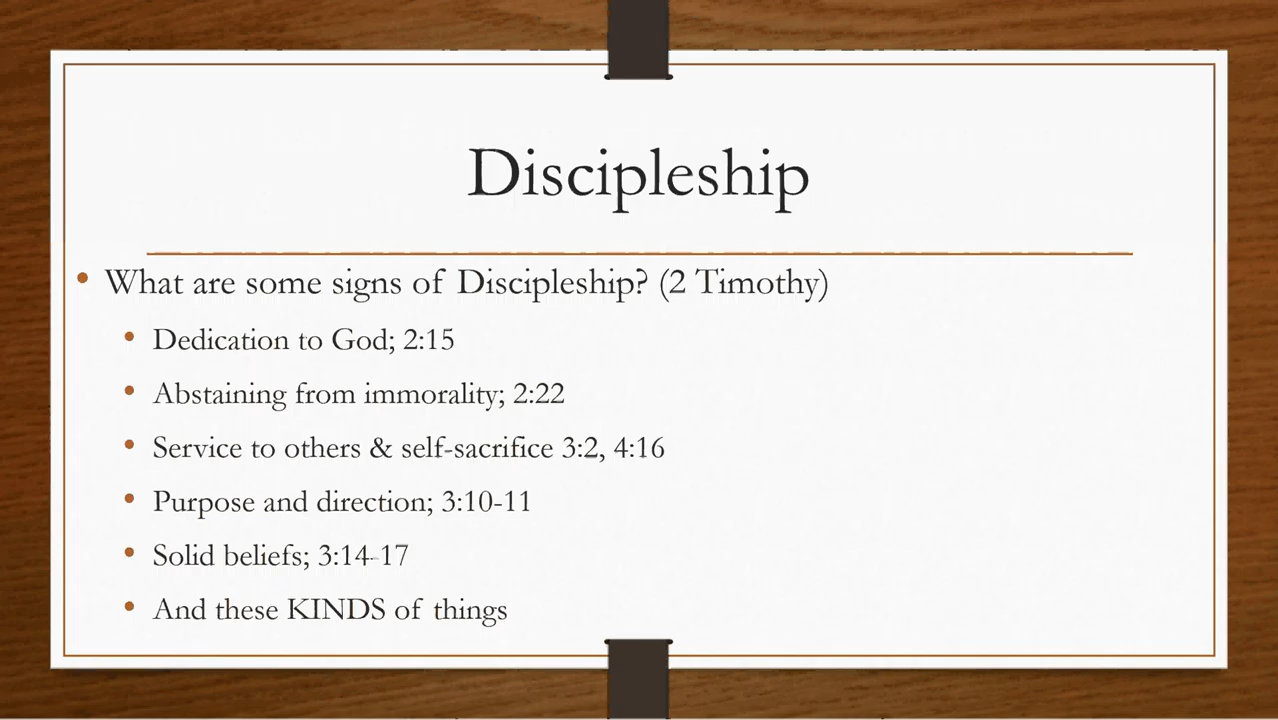 Discipleship
• What are some signs of Discipleship? (2 Timothy)
• Dedication to God; 2:15
• Abstaining from immorality; 2:22
• Service to others & self-sacrifice 3:2, 4:16
• Purpose and direction; 3:10-11
• Solid beliefs; 3:14-17
• And these KINDS of things